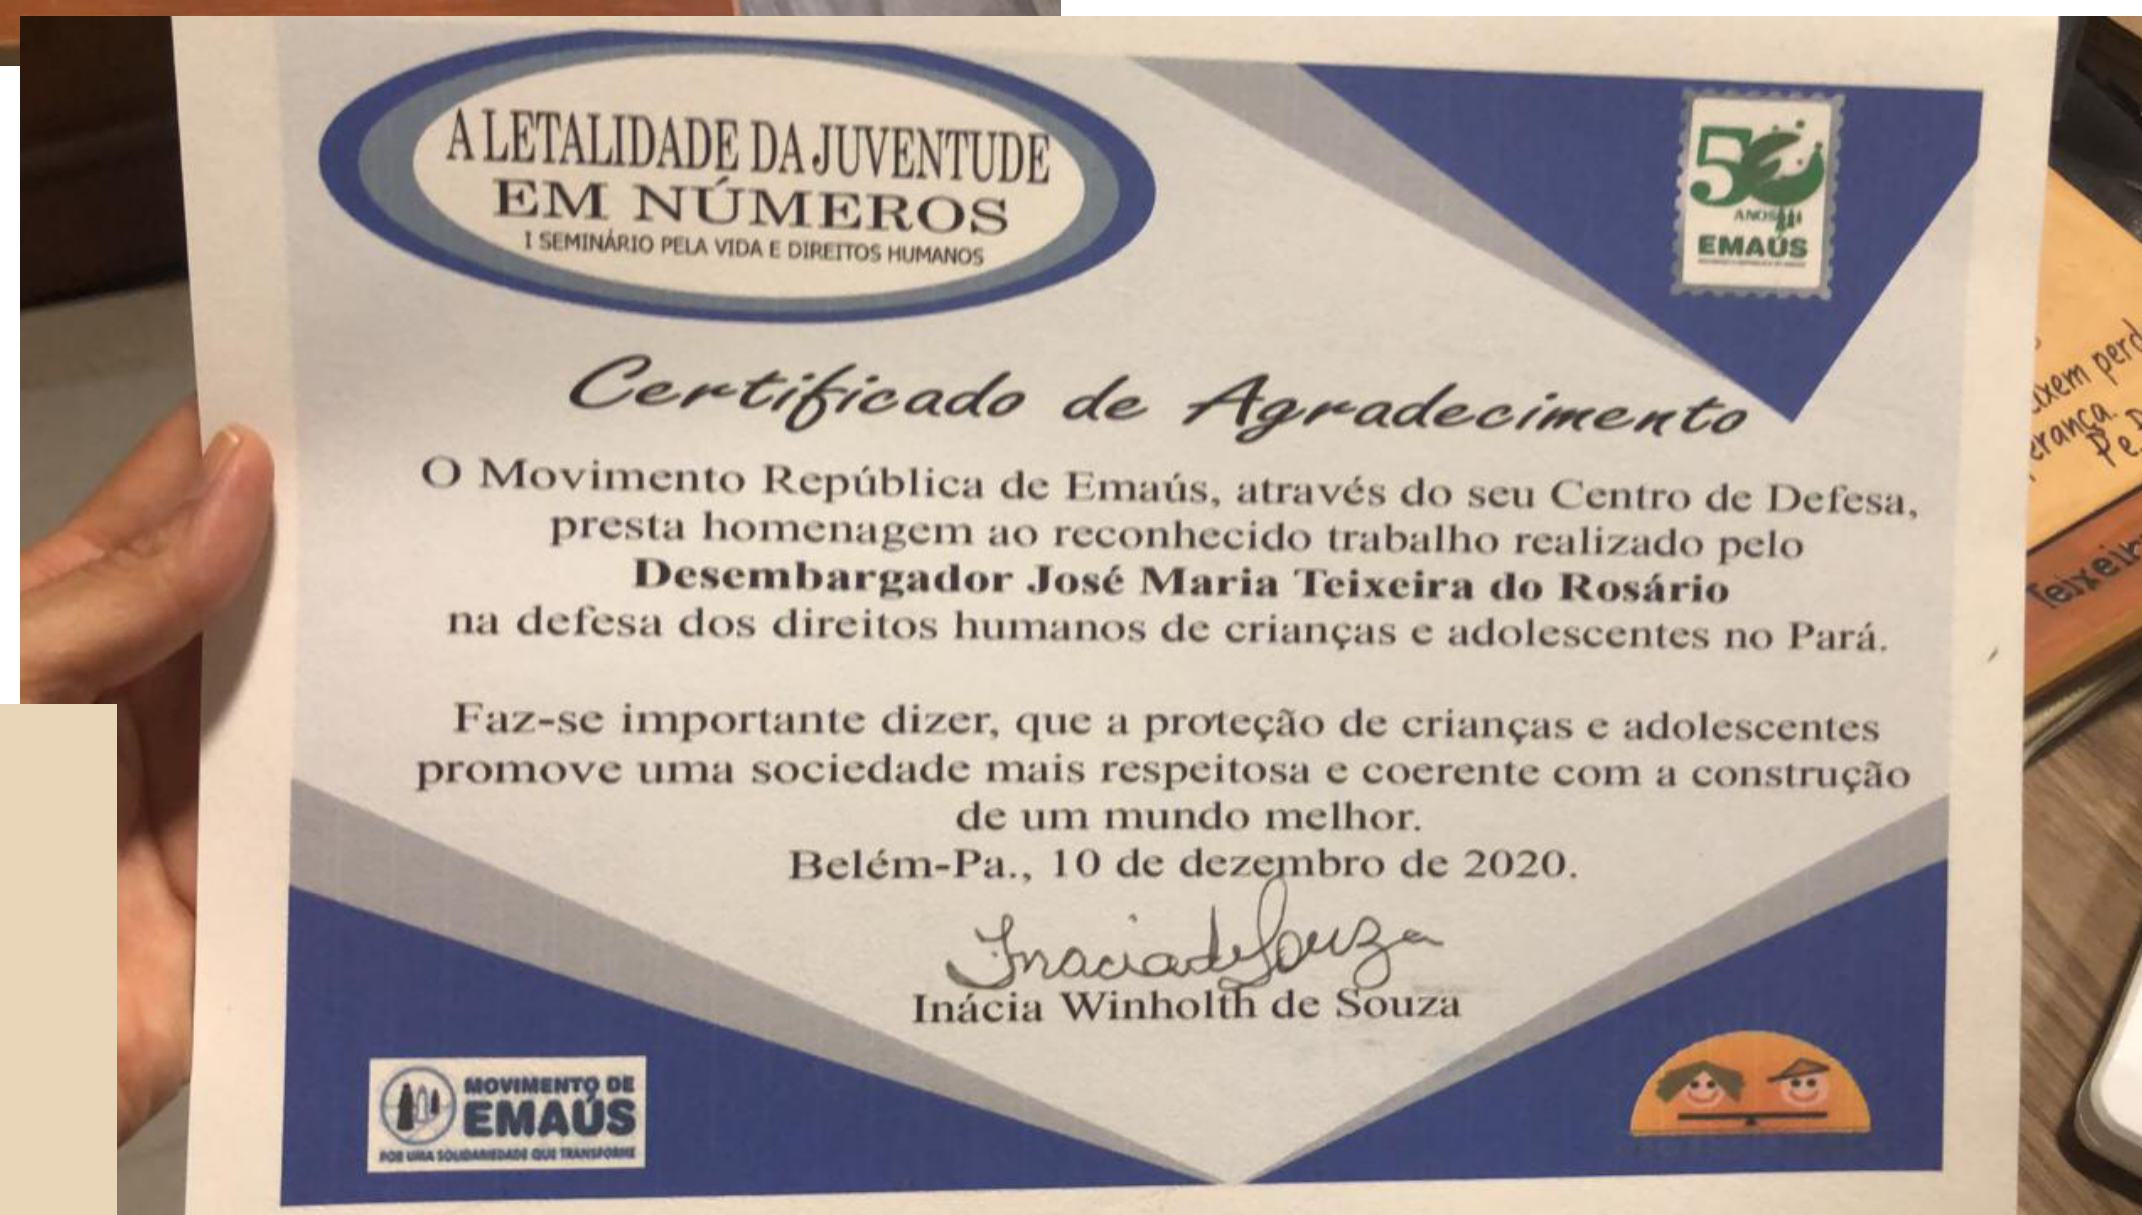 A LETALIDADE DA JUVENTUDE
EM NÚMEROS
I SEMINÁRIO PELA VIDA E DIREITOS HUMANOS
50
ANOS
EMAÚS
Certificado de Agradecimento
O Movimento República de Emaús, através do seu Centro de Defesa,
presta homenagem ao reconhecido trabalho realizado pelo
Desembargador José Maria Teixeira do Rosário
na defesa dos direitos humanos de crianças e adolescentes no Pará.
Faz-se importante dizer, que a proteção de crianças e adolescentes
promove uma sociedade mais respeitosa e coerente com a construção
de um mundo melhor.
Belém-Pa., 10 de dezembro de 2020.
Inacia de Souza
Inácia Winholth de Souza
MOVIMENTO DE
EMAÚS
POR UMA SOLIDARIEDADE QUE TRANSFORME